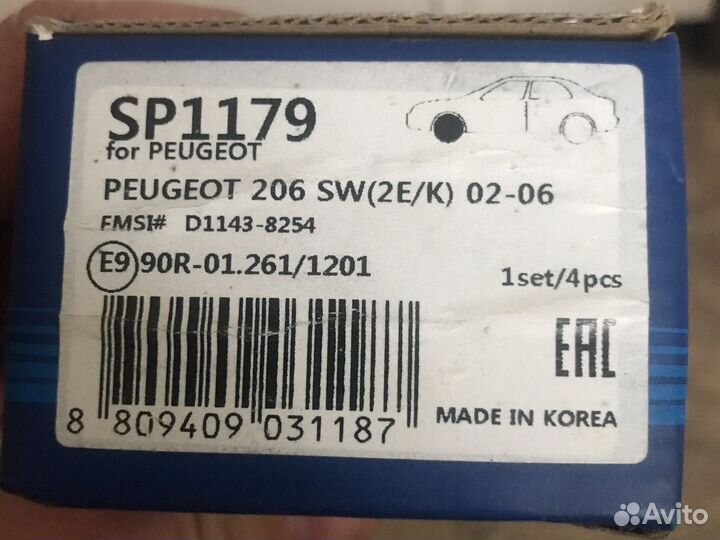 SP1179
for PEUGEOT
PEUGEOT 206 SW(2E/K) 02-06
FMSI# D1143-8254
E9 90R-01.261/1201
1set/4pcs
EAC
8 809409 031187
MADE IN KOREA
Avito